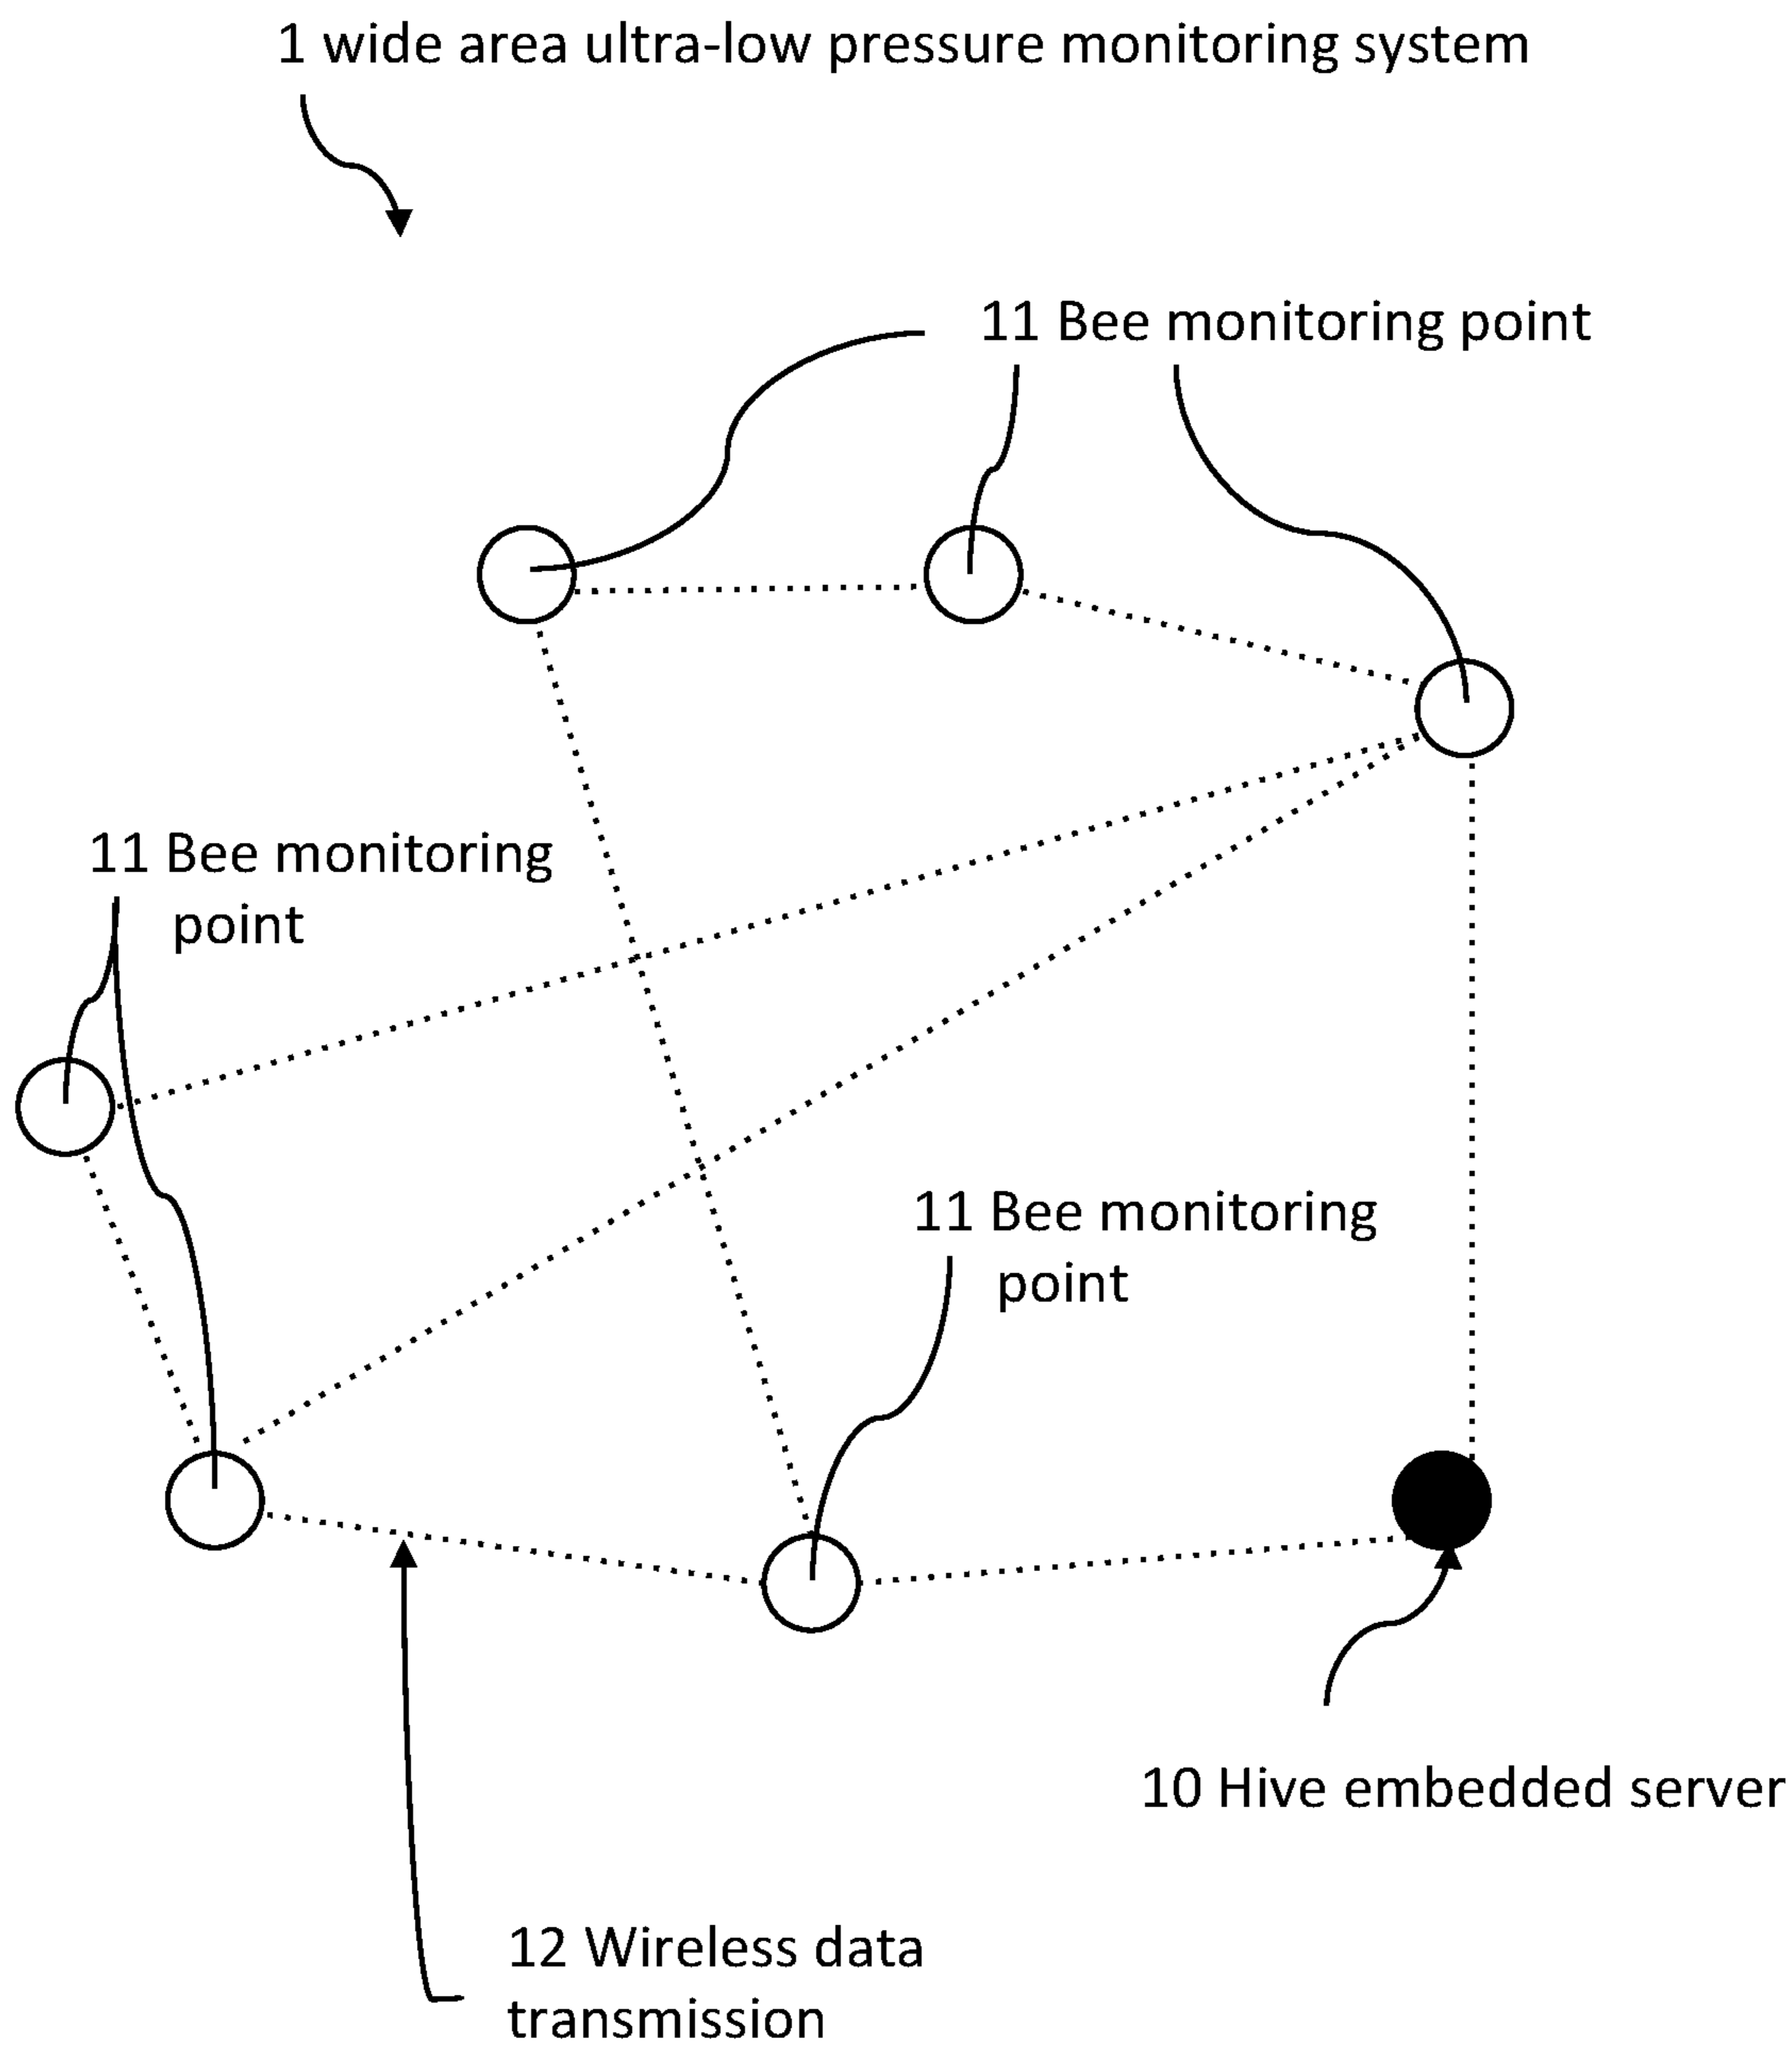 1 wide area ultra-low pressure monitoring system
11 Bee monitoring point
11 Bee monitoring
point
11 Bee monitoring
point
10 Hive embedded server
12 Wireless data
transmission